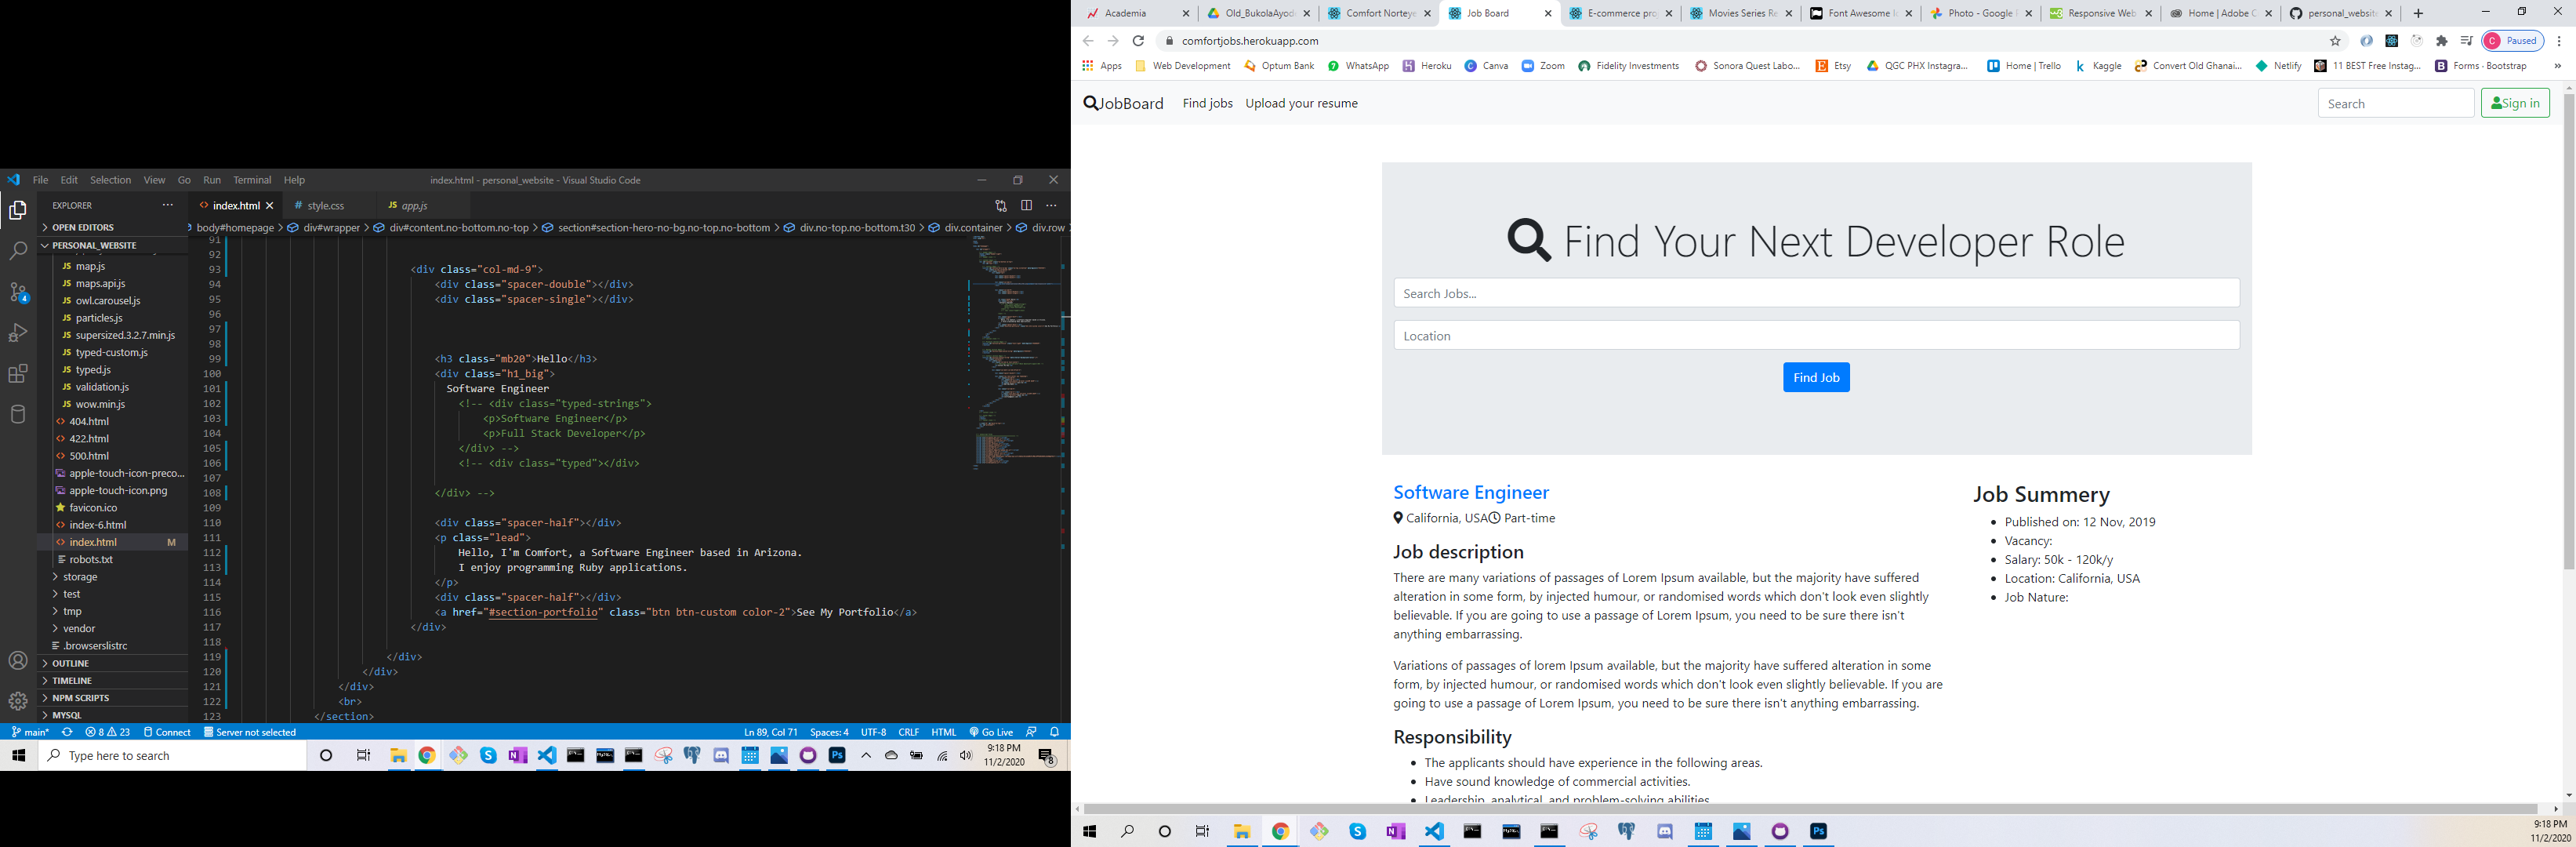 File Edit Selection View Go Run Terminal Help
index.html - personal_website - Visual Studio Code
EXPLORER
OPEN EDITORS
PERSONAL_WEBSITE
map.js
maps.api.js
owl.carousel.js
particles.js
supersized.3.2.7.min.js
typed-custom.js
typed.js
validation.js
wow.min.js
404.html
422.html
500.html
apple-touch-icon-preco...
apple-touch-icon.png
favicon.ico
index-6.html
index.html M
robots.txt
storage
test
tmp
vendor
.browserslistrc
OUTLINE
TIMELINE
NPM SCRIPTS
MYSQL
index.html style.css app.js
body#homepage > div#wrapper > div#content.no-bottom.no-top > section#section-hero-no-bg.no-top.no-bottom > div.no-top.no-bottom.t30 > div.container > div.row
91
92
93 <div class="col-md-9">
94 <div class="spacer-double"></div>
95 <div class="spacer-single"></div>
96
97
98
99 <h3 class="mb20">Hello</h3>
100 <div class="h1_big">
101 Software Engineer
102 <!-- <div class="typed-strings">
103 <p>Software Engineer</p>
104 <p>Full Stack Developer</p>
105 </div> -->
106 <!-- <div class="typed"></div>
107
108 </div> -->
109
110 <div class="spacer-half"></div>
111 <p class="lead">
112 Hello, I'm Comfort, a Software Engineer based in Arizona.
113 I enjoy programming Ruby applications.
114 </p>
115 <div class="spacer-half"></div>
116 <a href="#section-portfolio" class="btn btn-custom color-2">See My Portfolio</a>
117 </div>
118
119 </div>
120 </div>
121 </div>
122 <br>
123 </section>
main* 8 23 Connect Server not selected
Ln 89, Col 71 Spaces: 4 UTF-8 CRLF HTML Go Live
Type here to search
9:18 PM
11/2/2020
Academia Old_BukolaAyod Comfort Norteye Job Board E-commerce pro Movies Series Re Font Awesome Photo - Google Responsive Web Home | Adobe personal_website
comfortjobs.herokuapp.com
Paused
Apps Web Development Optum Bank WhatsApp Heroku Canva Zoom Fidelity Investments Sonora Quest Labo... Etsy QGC PHX Instagra... Home | Trello Kaggle Convert Old Ghanai... Netlify 11 BEST Free Instag... Forms · Bootstrap
JobBoard Find jobs Upload your resume Search Sign in
Find Your Next Developer Role
Search Jobs...
Location
Find Job
Software Engineer
California, USA Part-time
Job description
There are many variations of passages of Lorem Ipsum available, but the majority have suffered
alteration in some form, by injected humour, or randomised words which don't look even slightly
believable. If you are going to use a passage of Lorem Ipsum, you need to be sure there isn't
anything embarrassing.
Variations of passages of lorem Ipsum available, but the majority have suffered alteration in some
form, by injected humour, or randomised words which don't look even slightly believable. If you are
going to use a passage of Lorem Ipsum, you need to be sure there isn't anything embarrassing.
Responsibility
The applicants should have experience in the following areas.
Have sound knowledge of commercial activities.
Leadership, analytical, and problem-solving abilities.
Job Summery
Published on: 12 Nov, 2019
Vacancy:
Salary: 50k - 120k/y
Location: California, USA
Job Nature:
9:18 PM
11/2/2020